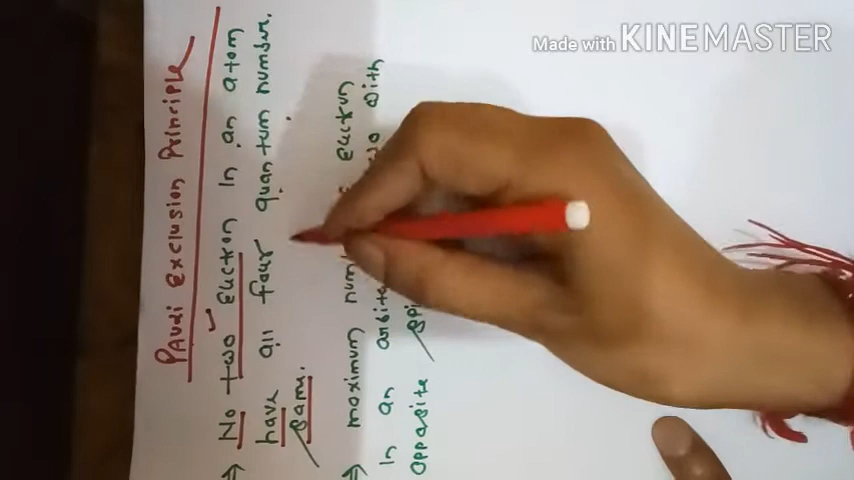 Made with KINEMASTER
PAuli Exclusion Principle
⇒ No two Electron In an atom
have all four quantum number.
same.
⇒ maximum num Electron
In an with
opposite